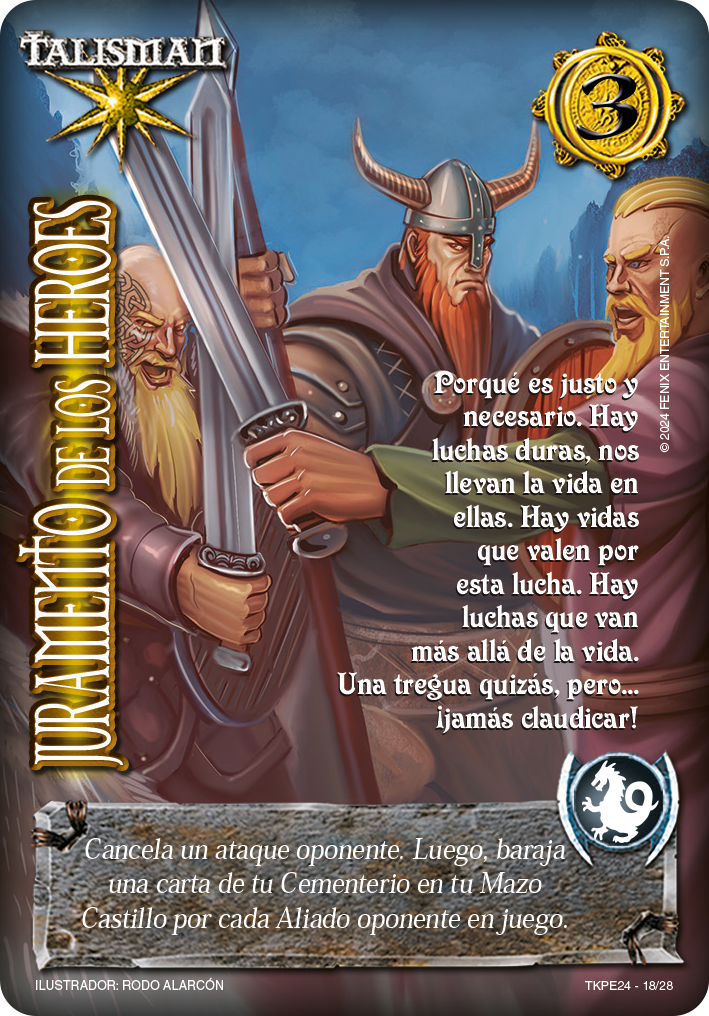 TALISMAN
3
JURAMENTO DE LOS HEROES
© 2024 FENIX ENTERTAINMENT S.P.A.
Porqué es justo y
necesario. Hay
luchas duras, nos
llevan la vida en
ellas. Hay vidas
que valen por
esta lucha. Hay
luchas que van
más allá de la vida.
Una tregua quizás, pero...
¡jamás claudicar!
Cancela un ataque oponente. Luego, baraja
una carta de tu Cementerio en tu Mazo
Castillo por cada Aliado oponente en juego.
ILUSTRADOR: RODO ALARCÓN
TKPE24 - 18/28